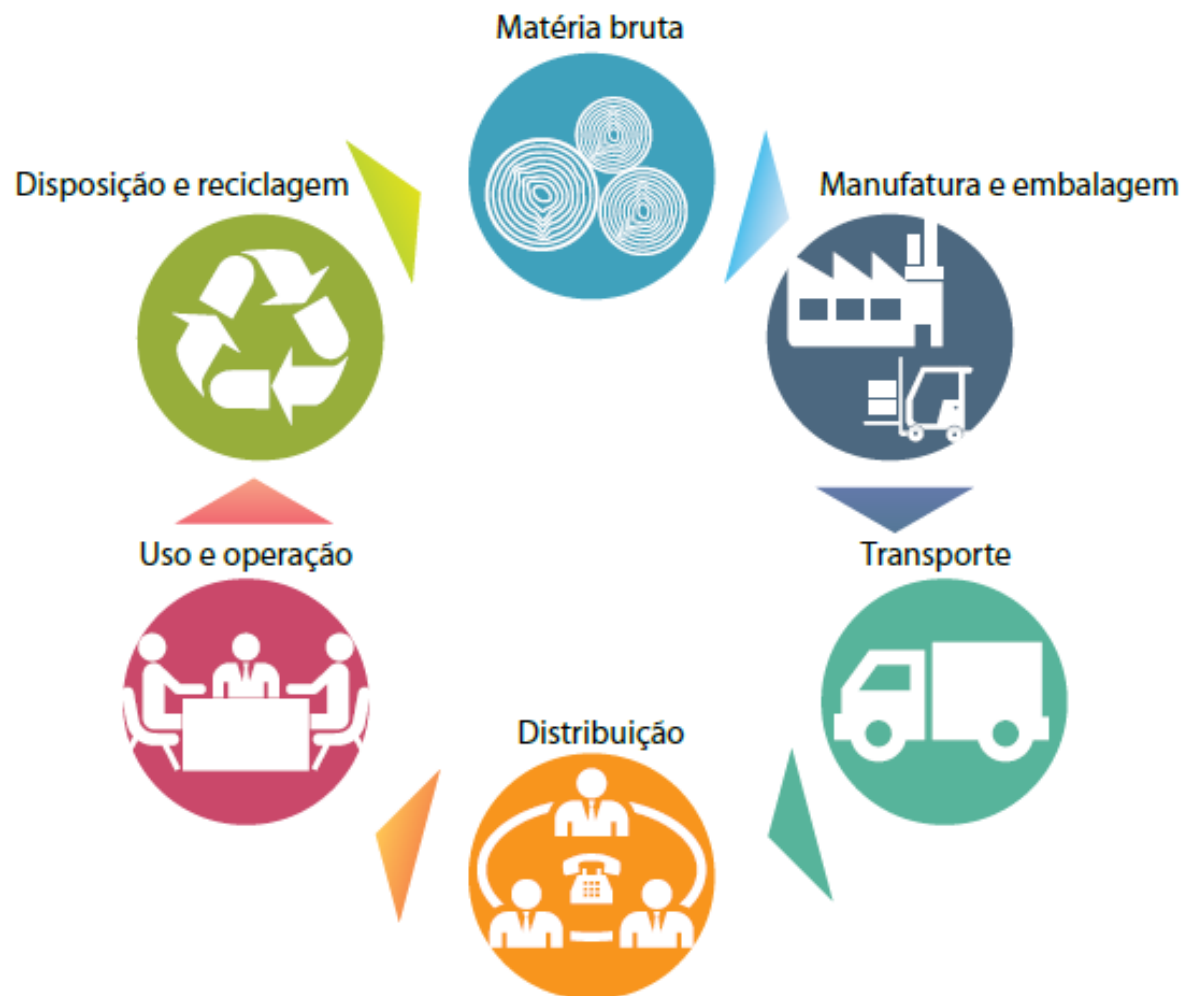 Matéria bruta
Disposição e reciclagem
Manufatura e embalagem
Uso e operação
Transporte
Distribuição